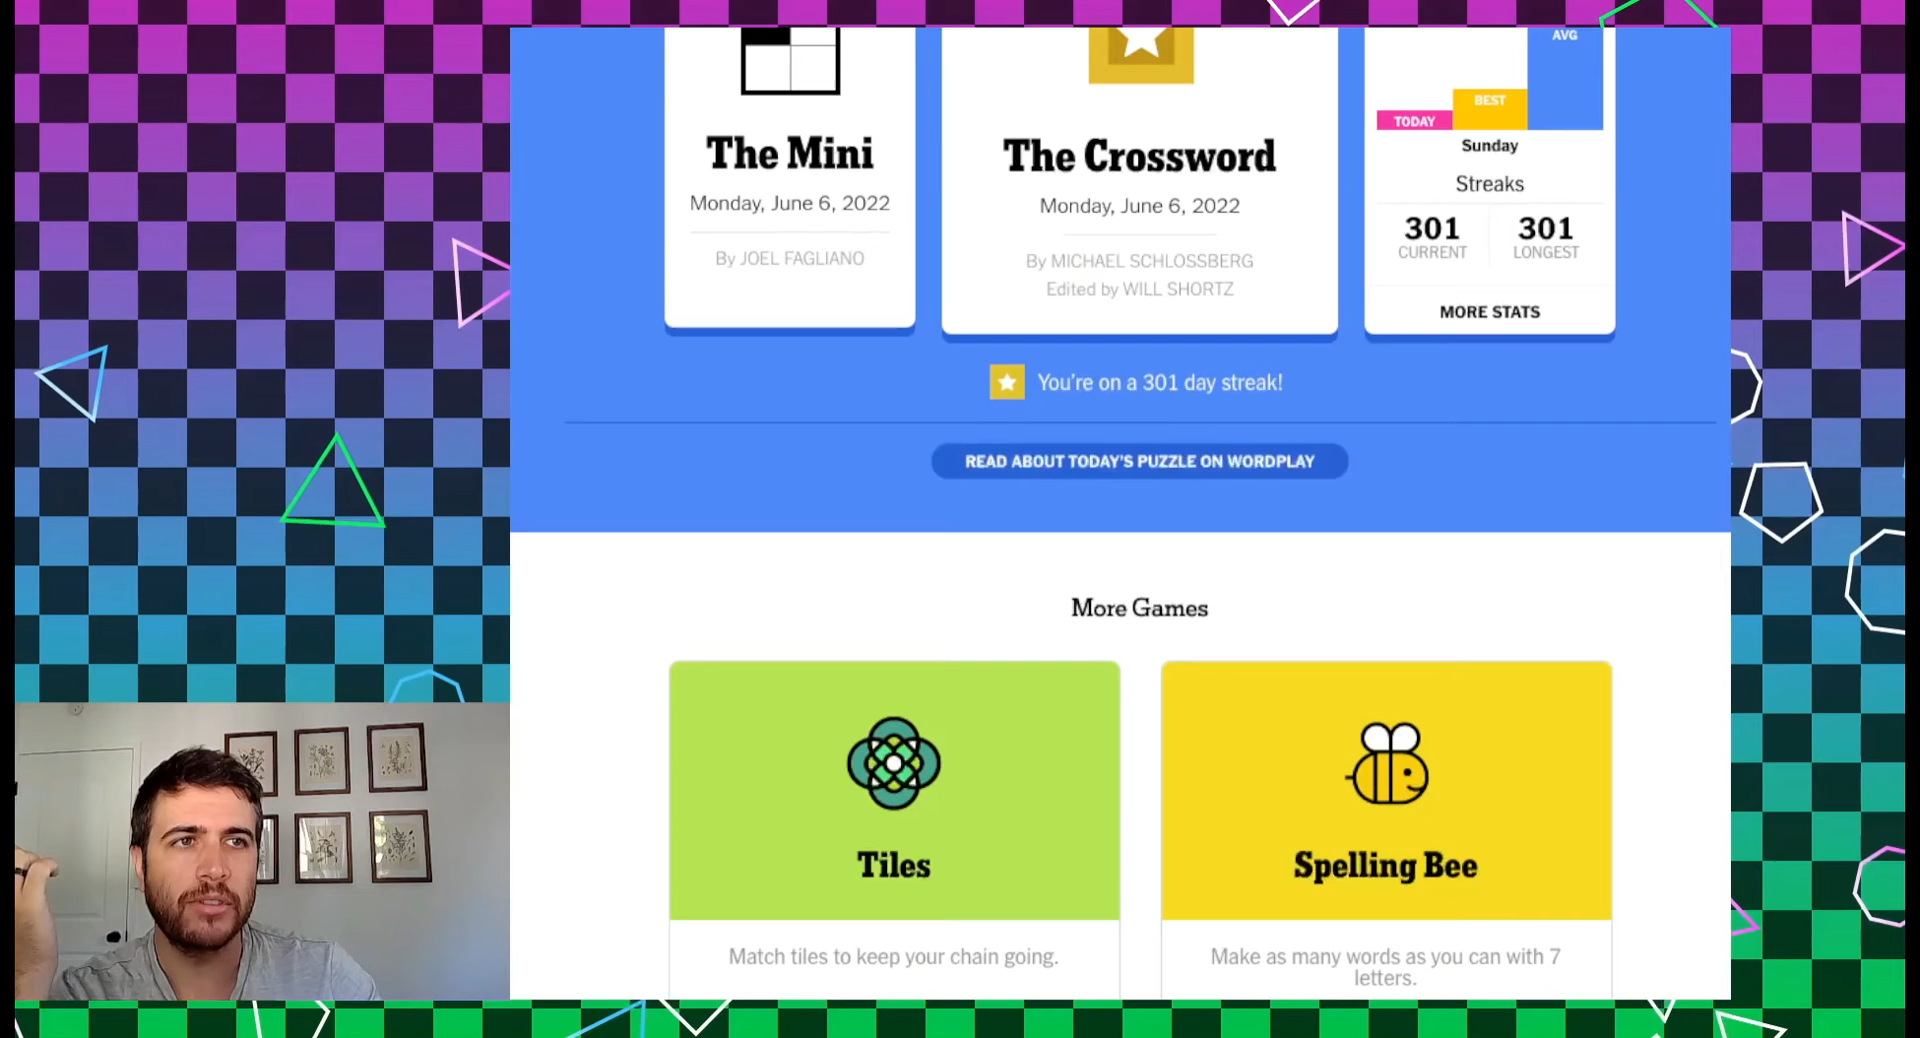 The Mini
Monday, June 6, 2022
By JOEL FAGLIANO
The Crossword
Monday, June 6, 2022
By MICHAEL SCHLOSSBERG
Edited by WILL SHORTZ
AVG
BEST
TODAY
Sunday
Streaks
301
CURRENT
301
LONGEST
MORE STATS
You're on a 301 day streak!
READ ABOUT TODAY'S PUZZLE ON WORDPLAY
More Games
Tiles
Match tiles to keep your chain going.
Spelling Bee
Make as many words as you can with 7
letters.